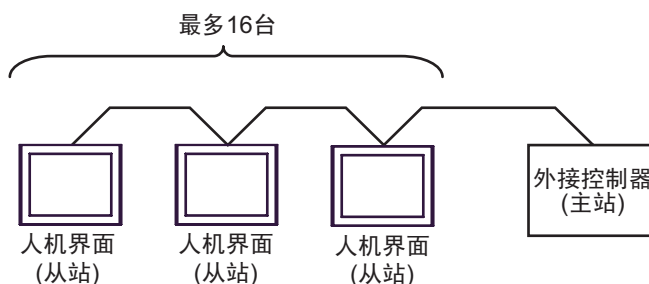 最多16台
外接控制器
(主站)
人机界面
(从站)
人机界面
(从站)
人机界面
(从站)